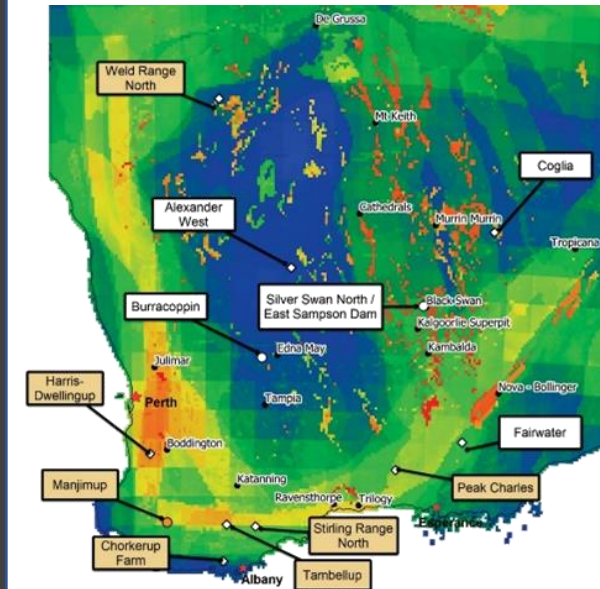 De Grussa
Weld Range
North
Mt Keith
Coglia
Alexander
West
Cathedrals
Murrin Murrin
Tropicana
Silver Swan North /
East Sampson Dam
Black Swan
Burracoppin
Kalgoorlie Superpit
Edna May
Kambalda
Julimar
Harris-
Dwellingup
Perth
Nova - Bollinger
Tampia
Fairwater
Boddington
Katanning
Peak Charles
Manjimup
Ravensthorpe
Trilogy
Esperance
Stirling Range
North
Chorkerup
Farm
Tambellup
Albany